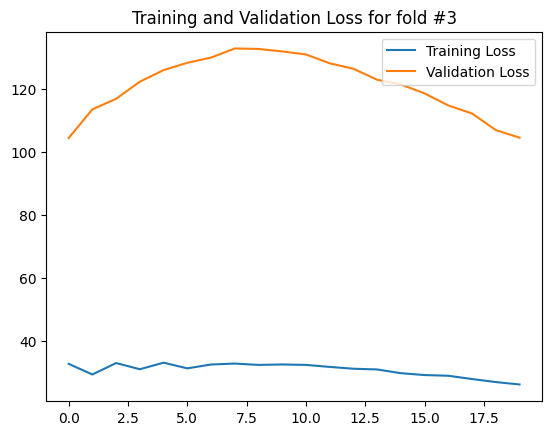 Training and Validation Loss for fold #3
Training Loss
Validation Loss
120
100
80
60
40
0.0 2.5 5.0 7.5 10.0 12.5 15.0 17.5